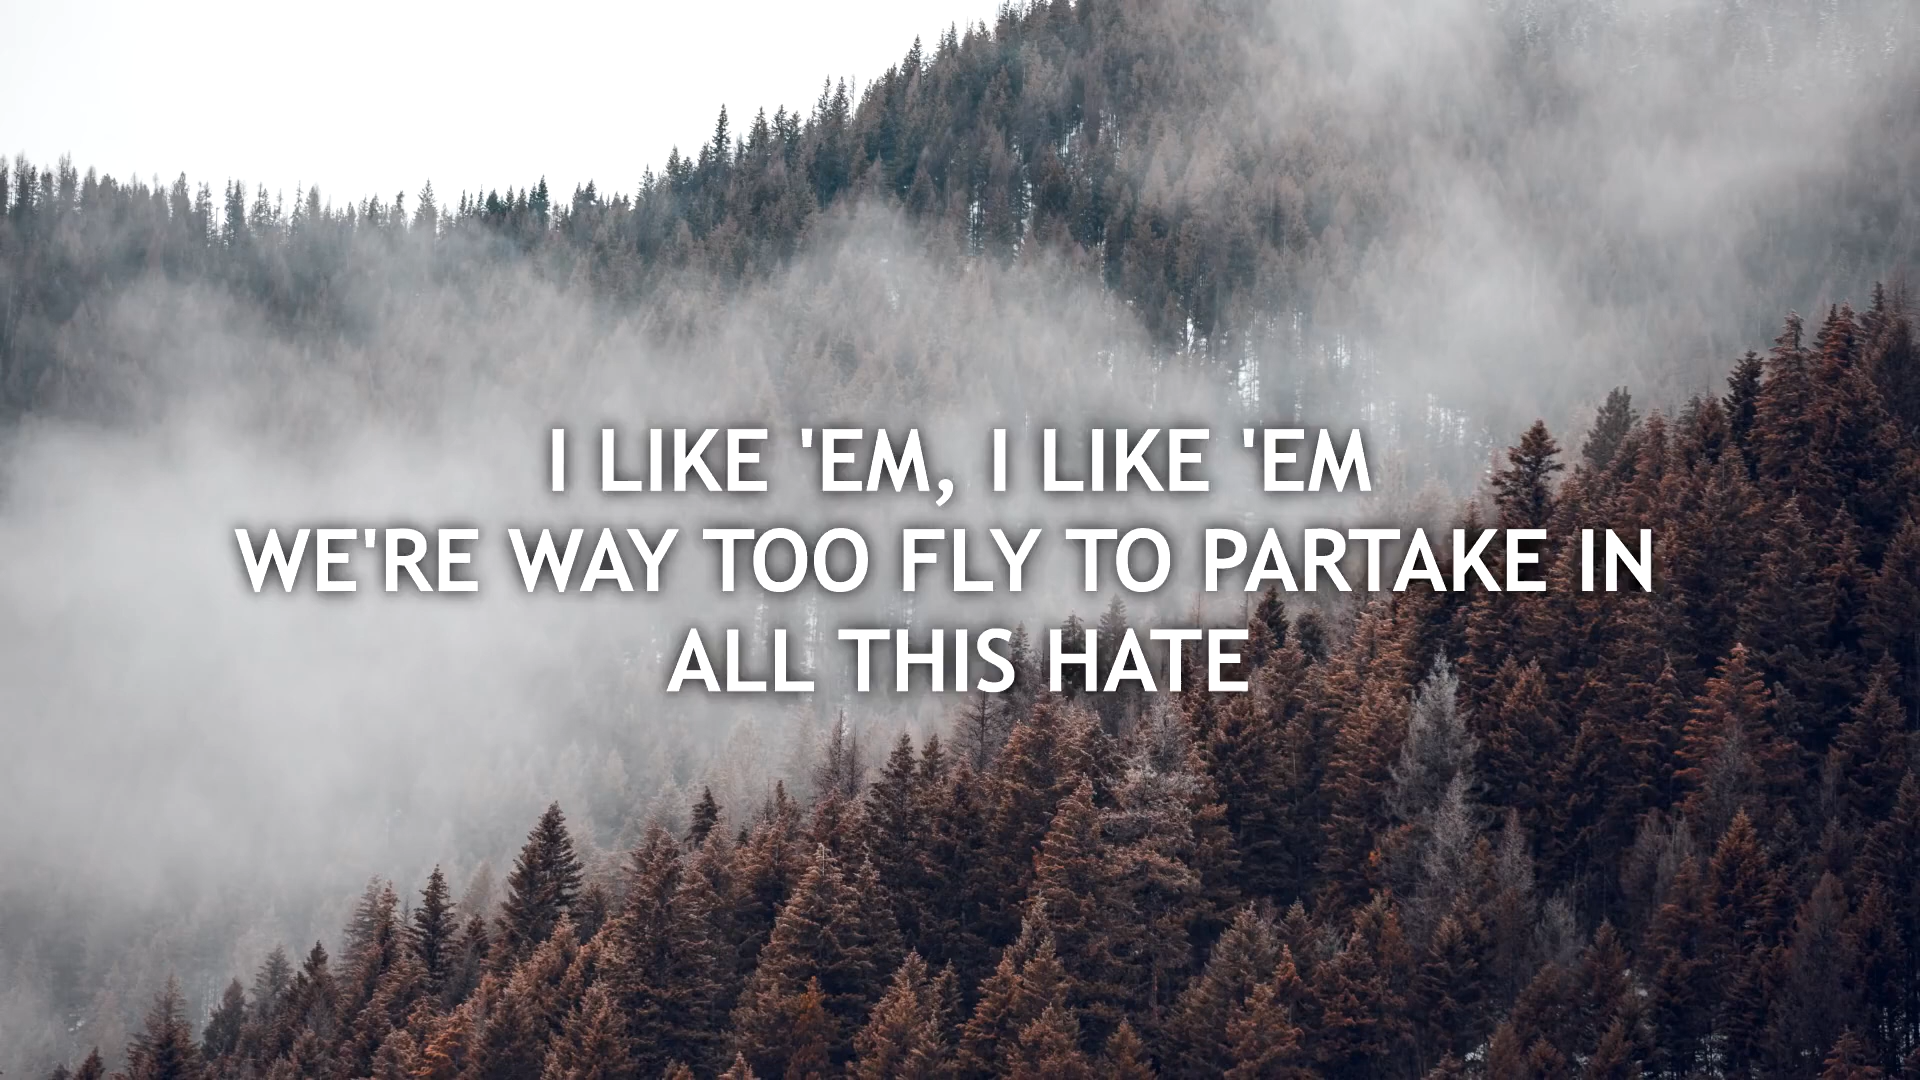 I LIKE 'EM, I LIKE 'EM
WE'RE WAY TOO FLY TO PARTAKE IN
ALL THIS HATE